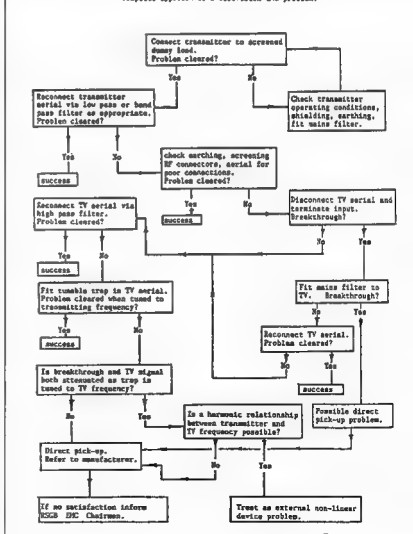 Connect transmitter to screened
dummy load.
Problem cleared?
Yes
No
Reconnect transmitter
aerial via low pass or band
pass filter as appropriate.
Problem cleared?
Check transmitter
operating conditions,
shielding, earthing,
fit mains filter.
Yes
No
success
check earthing, screening
RF connectors, aerial for
poor connections.
Problem cleared?
Yes
No
success
Disconnect TV aerial and
terminate input.
Breakthrough?
No
Yes
Reconnect TV aerial via
high pass filter.
Problem cleared?
Yes
No
success
Fit mains filter to
TV. Breakthrough?
No
Yes
Fit tunable trap in TV aerial.
Problem cleared when tuned to
transmitting frequency?
Yes
No
success
Reconnect TV aerial.
Problem cleared?
No
Yes
success
Is breakthrough and TV signal
both attenuated as trap is
tuned to TV frequency?
No
Yes
Is a harmonic relationship
between transmitter and
TV frequency possible?
No
Yes
Possible direct
pick-up problem.
Direct pick-up.
Refer to manufacturer.
If no satisfaction inform
RSGB EMC Chairman.
Treat as external non-linear
device problem.